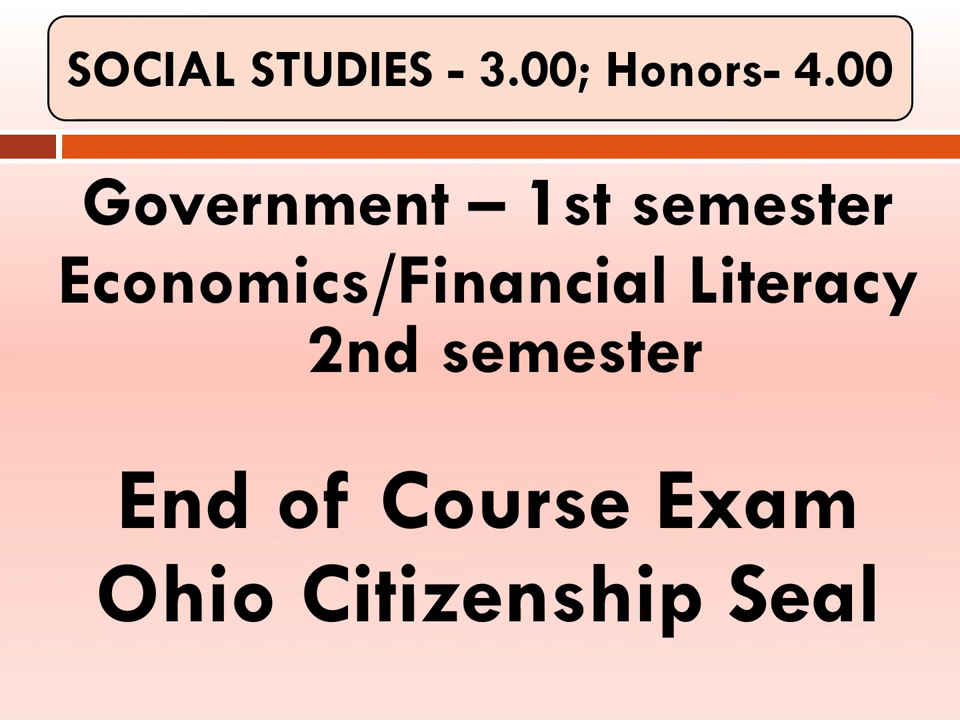 SOCIAL STUDIES - 3.00; Honors- 4.00
Government – 1st semester
Economics/Financial Literacy
2nd semester
End of Course Exam
Ohio Citizenship Seal